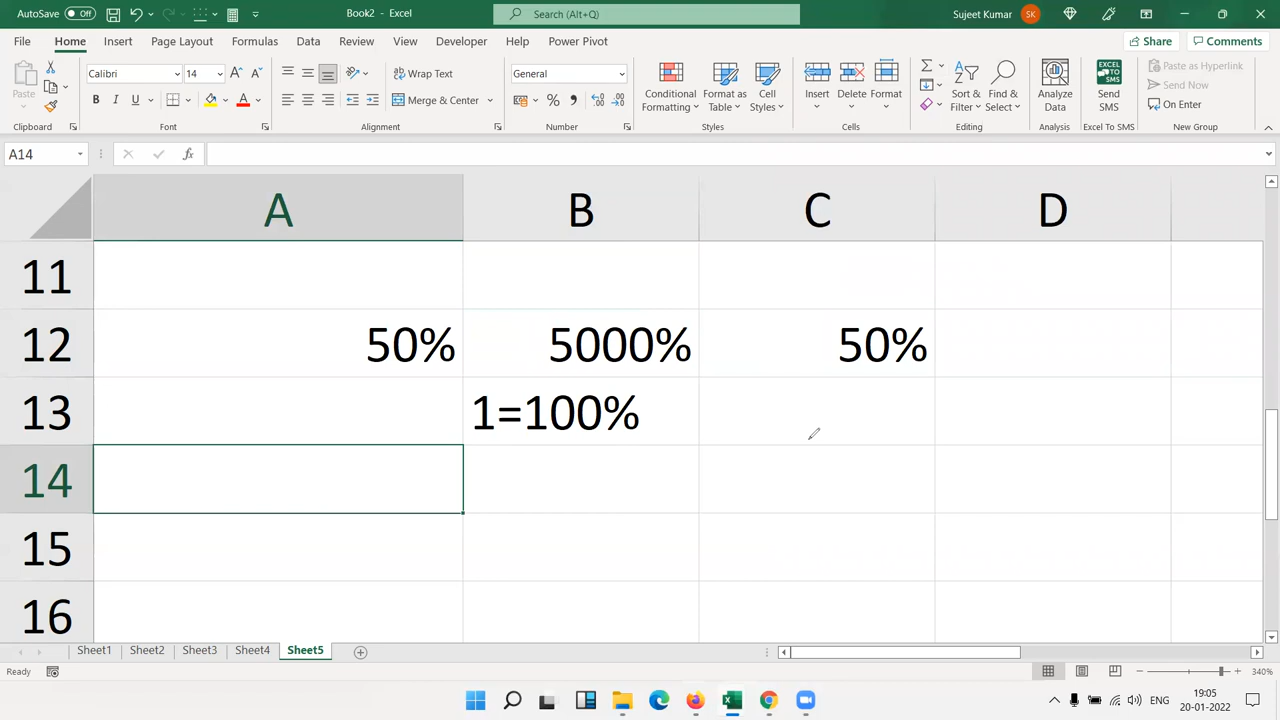 AutoSave Off Book2 - Excel Search (Alt+Q) Sujeet Kumar SK
File Home Insert Page Layout Formulas Data Review View Developer Help Power Pivot Share Comments
Paste Calibri 14 Wrap Text General Conditional Formatting Format as Table Cell Styles Insert Delete Format Sort & Filter Find & Select Analyze Data EXCEL TO SMS Send SMS Paste as Hyperlink
Send Now
B I U Merge & Center % On Enter
Clipboard Font Alignment Number Styles Cells Editing Analysis Excel To SMS New Group
A14 fx
A B C D
11
12 50% 5000% 50%
13 1=100%
14
15
16
Sheet1 Sheet2 Sheet3 Sheet4 Sheet5
Ready 340%
ENG 19:05
20-01-2022